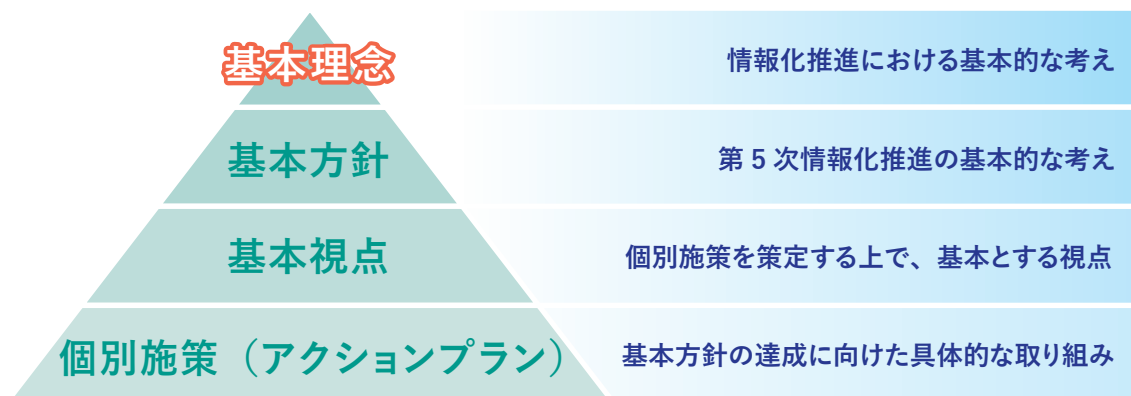 基本理念
情報化推進における基本的な考え
基本方針
第5次情報化推進の基本的な考え
基本視点
個別施策を策定する上で、基本とする視点
個別施策（アクションプラン）
基本方針の達成に向けた具体的な取り組み